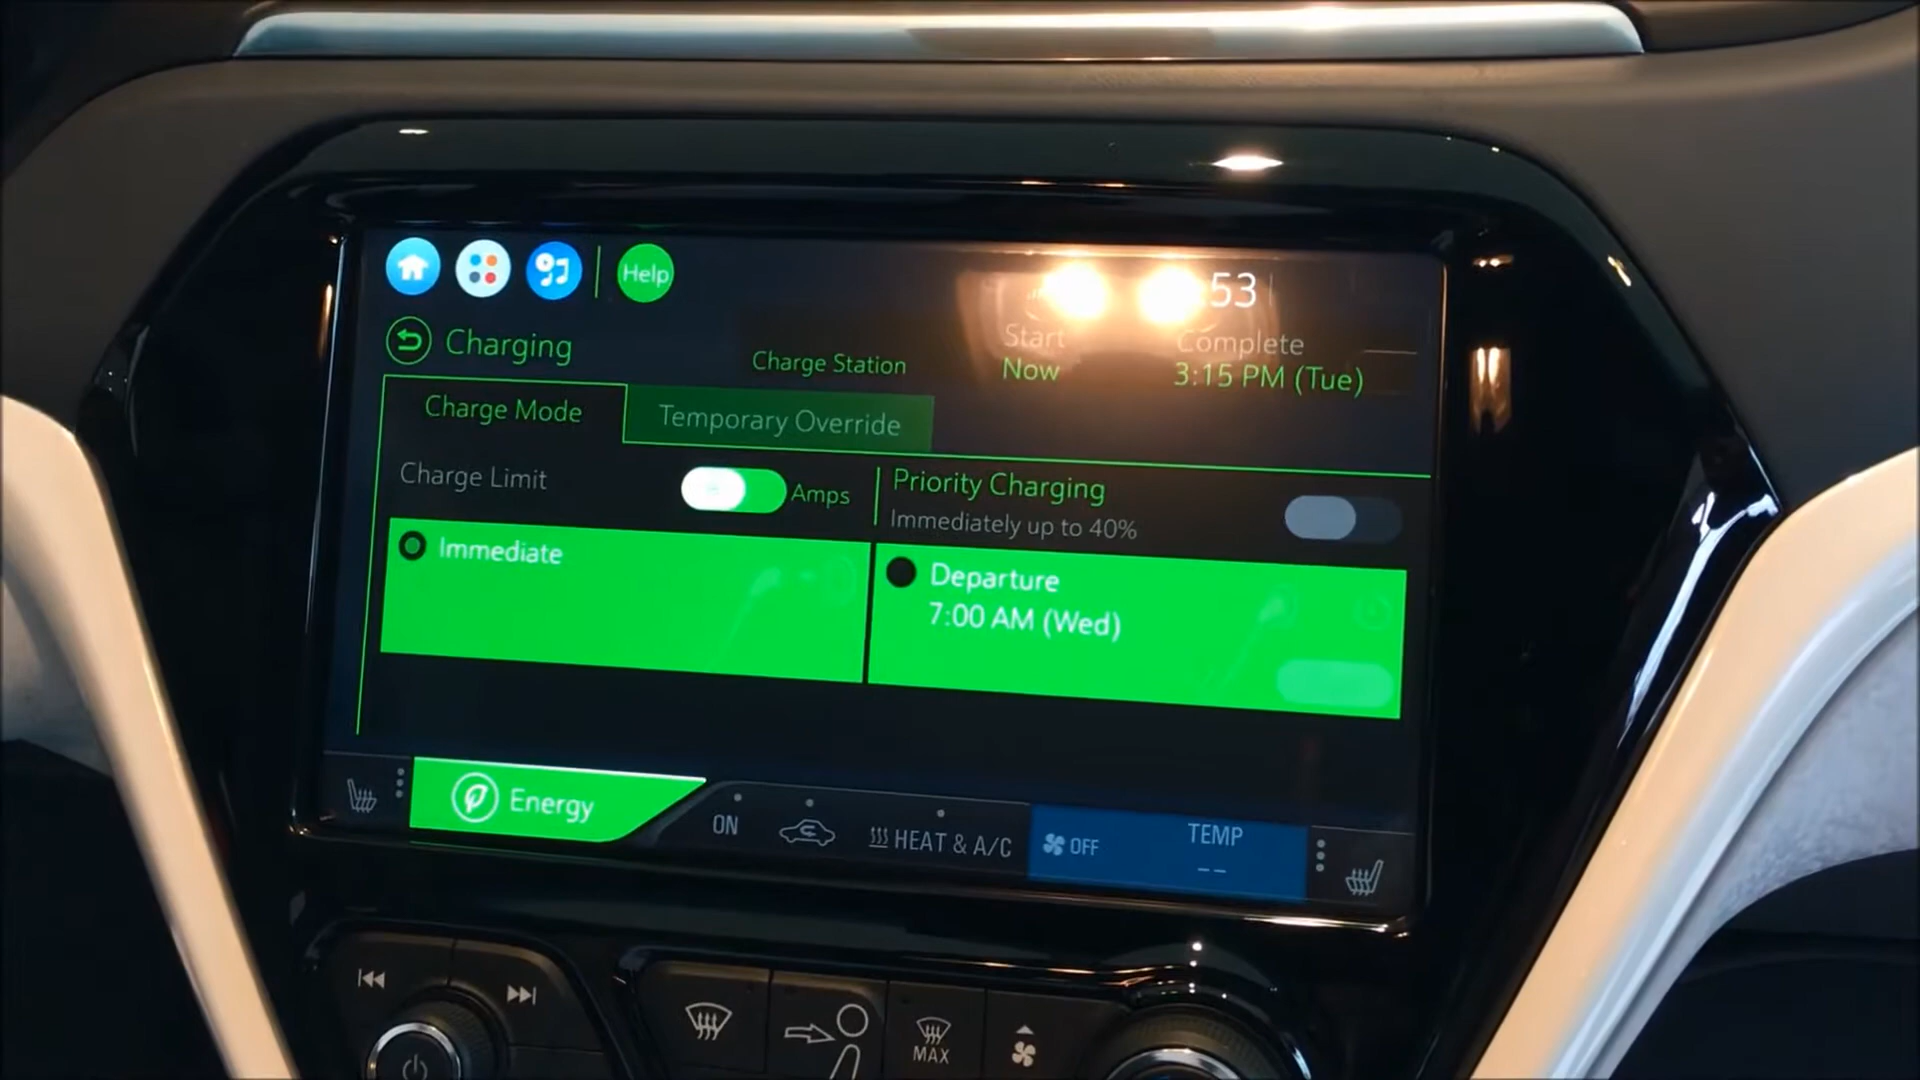 Help
53
Charging
Charge Station
Start
Now
Complete
3:15 PM (Tue)
Charge Mode
Temporary Override
Charge Limit
Amps
Priority Charging
Immediately up to 40%
Immediate
Departure
7:00 AM (Wed)
Energy
ON
HEAT & A/C
OFF
TEMP
--
MAX